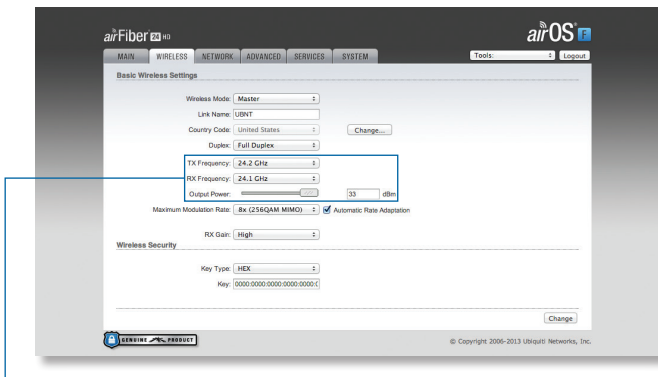 airFiber 24 HD
airOS F
MAIN WIRELESS NETWORK ADVANCED SERVICES SYSTEM Tools: Logout
Basic Wireless Settings
Wireless Mode: Master
Link Name: UBNT
Country Code: United States Change...
Duplex: Full Duplex
TX Frequency: 24.2 GHz
RX Frequency: 24.1 GHz
Output Power: 33 dBm
Maximum Modulation Rate: 8x (256QAM MIMO) Automatic Rate Adaptation
RX Gain: High
Wireless Security
Key Type: HEX
Key: 0000:0000:0000:0000:0000:
Change
GENUINE PRODUCT
© Copyright 2006-2013 Ubiquiti Networks, Inc.